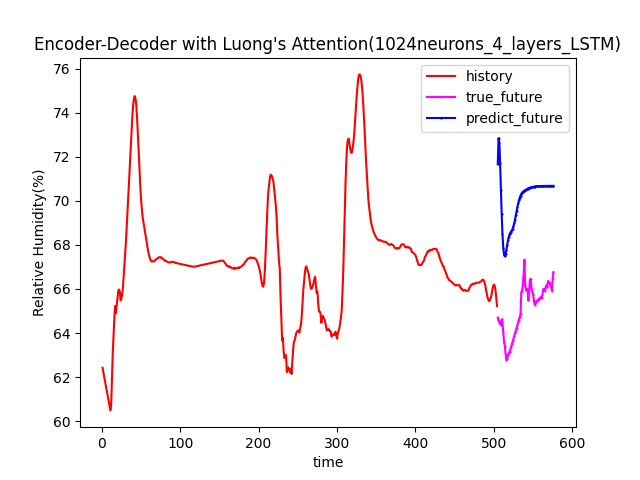 Encoder-Decoder with Luong's Attention(1024neurons_4_layers_LSTM)
history
true_future
predict_future
Relative Humidity(%)
76
74
72
70
68
66
64
62
60
0 100 200 300 400 500 600
time